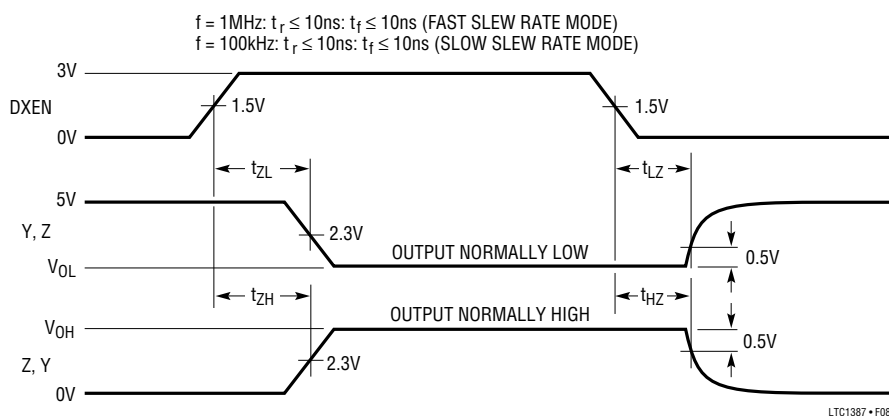 f = 1MHz: tr ≤ 10ns: tf ≤ 10ns (FAST SLEW RATE MODE)
f = 100kHz: tr ≤ 10ns: tf ≤ 10ns (SLOW SLEW RATE MODE)
3V
DXEN
1.5V
1.5V
0V
tZL
tLZ
5V
Y, Z
2.3V
OUTPUT NORMALLY LOW
0.5V
VOL
tZH
tHZ
VOH
OUTPUT NORMALLY HIGH
0.5V
Z, Y
2.3V
0V
LTC1387 • F08